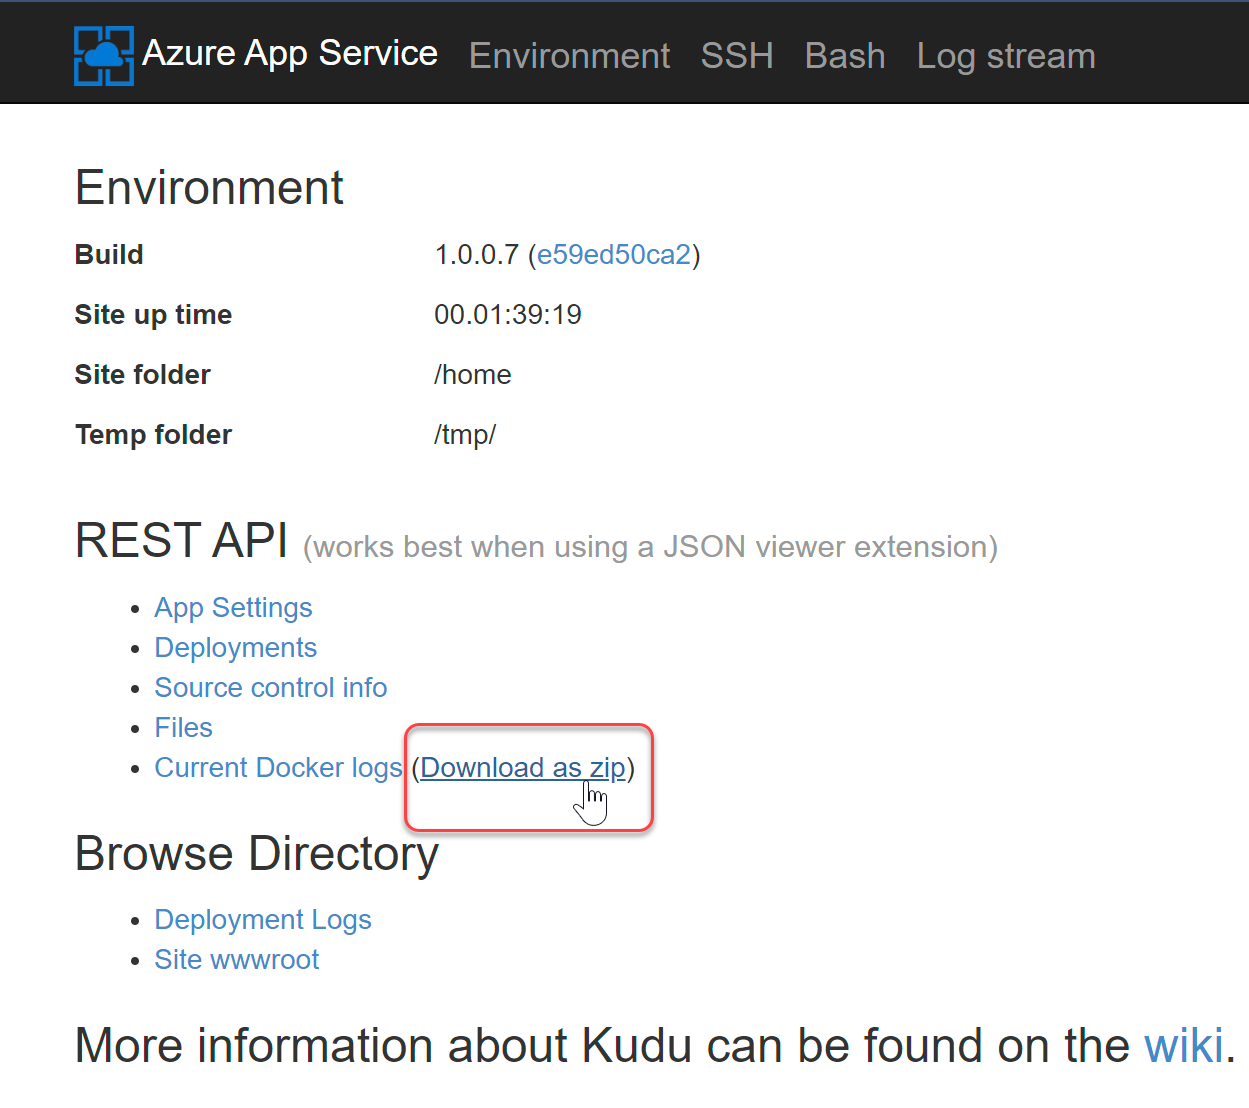 Azure App Service Environment SSH Bash Log stream
Environment
Build 1.0.0.7 (e59ed50ca2)
Site up time 00.01:39:19
Site folder /home
Temp folder /tmp/
REST API (works best when using a JSON viewer extension)
• App Settings
• Deployments
• Source control info
• Files
• Current Docker logs (Download as zip)
Browse Directory
• Deployment Logs
• Site wwwroot
More information about Kudu can be found on the wiki.